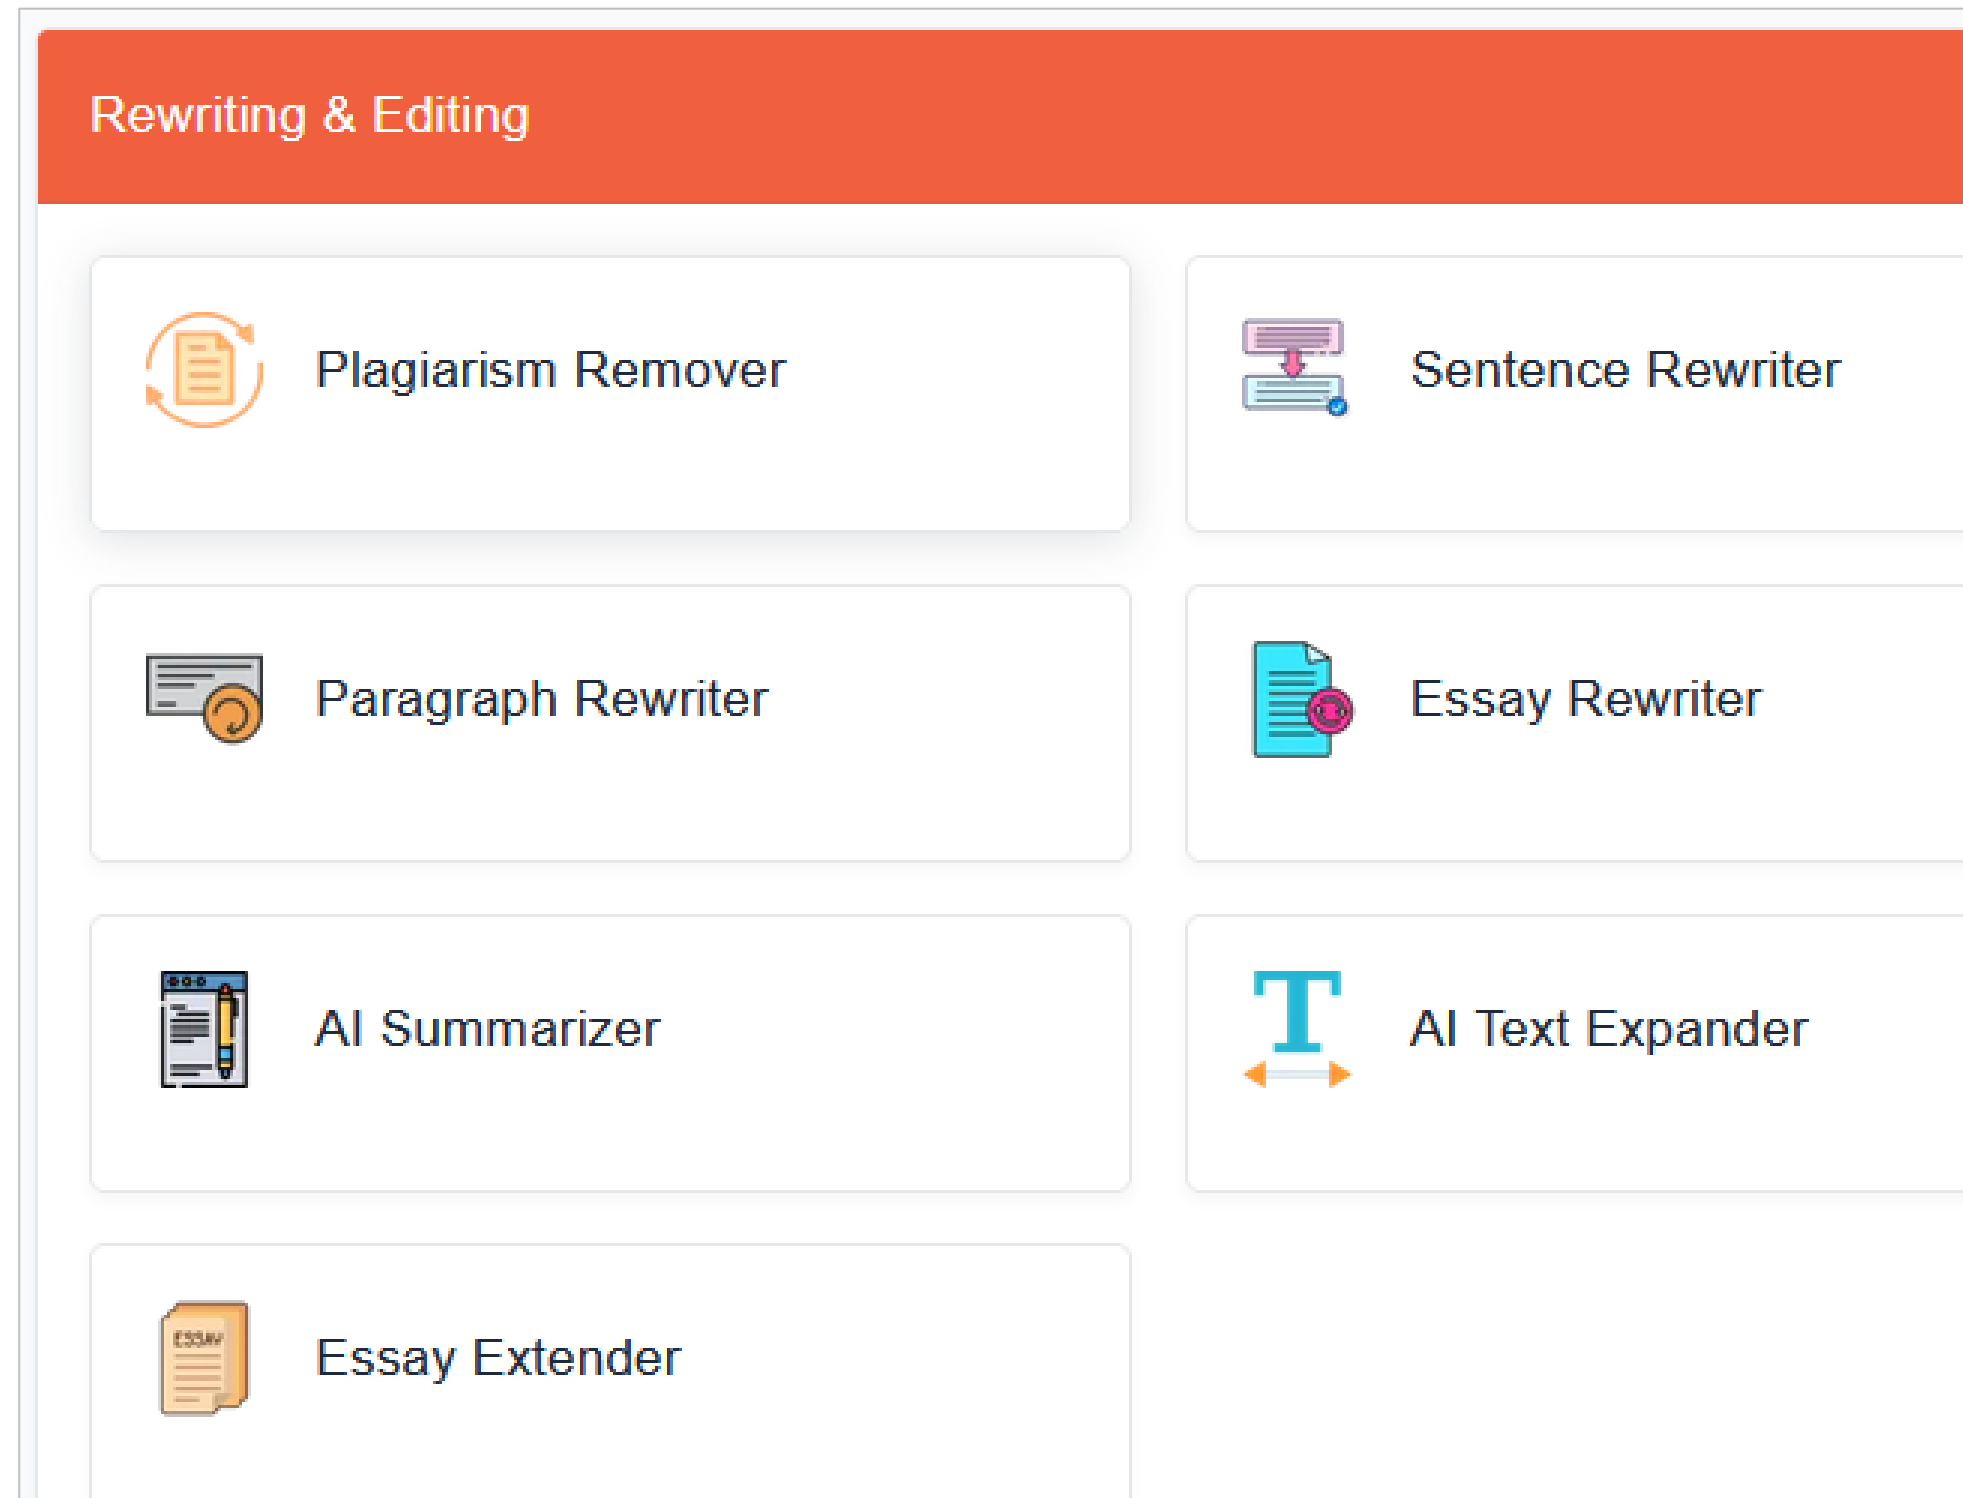 Rewriting & Editing
Plagiarism Remover
Sentence Rewriter
Paragraph Rewriter
Essay Rewriter
AI Summarizer
T
AI Text Expander
ESSAY
Essay Extender